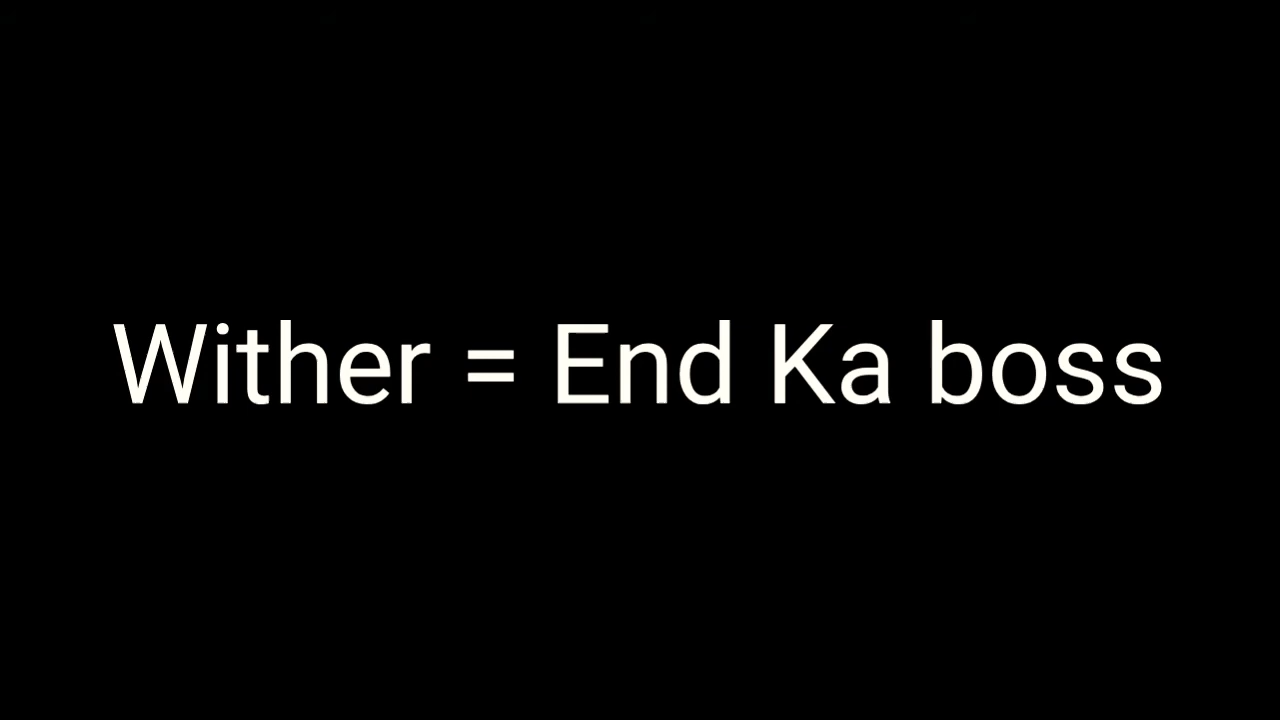 Wither = End Ka boss